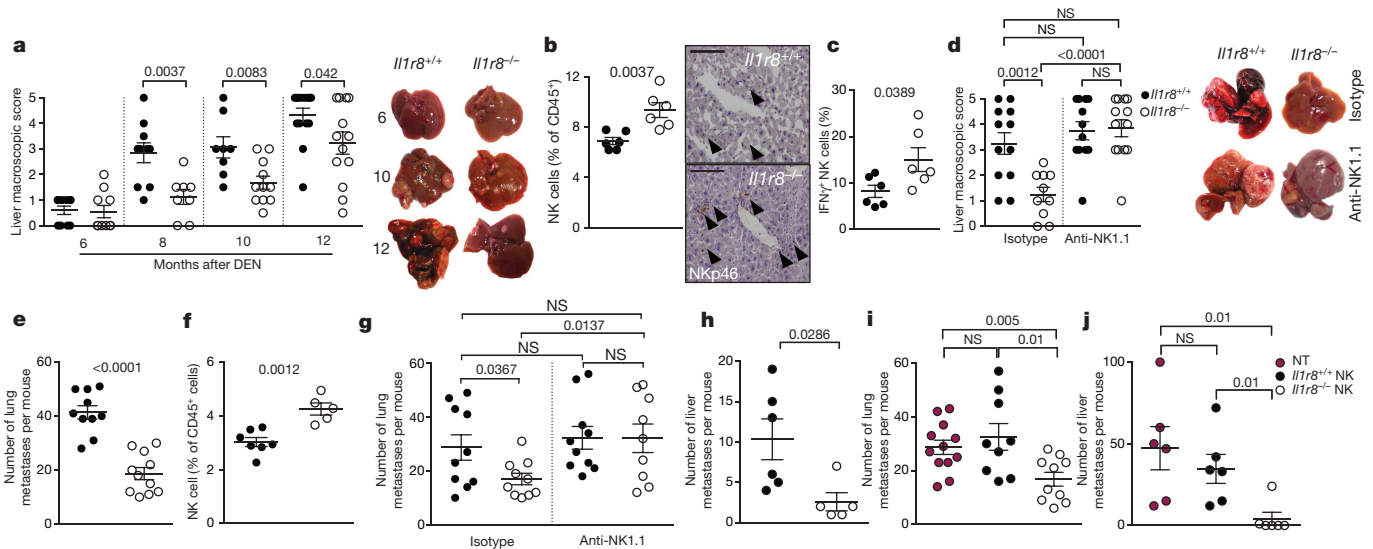 a
Liver macroscopic score
5
4
3
2
1
0
0.0037
0.0083
0.042
6
8
10
12
Months after DEN
Il1r8+/+
Il1r8–/–
6
10
12
b
NK cells (% of CD45+)
12
8
4
0
0.0037
Il1r8+/+
Il1r8–/–
NKp46
c
IFNγ+ NK cells (%)
30
20
10
0
0.0389
d
Liver macroscopic score
5
4
3
2
1
0
NS
NS
<0.0001
0.0012
NS
Il1r8+/+
Il1r8–/–
Isotype
Anti-NK1.1
Il1r8+/+
Il1r8–/–
Isotype
Anti-NK1.1
e
Number of lung
metastases per mouse
60
40
20
0
<0.0001
f
NK cell (% of CD45+ cells)
6
4
2
0
0.0012
g
Number of lung
metastases per mouse
60
40
20
0
NS
0.0137
NS
0.0367
NS
Isotype
Anti-NK1.1
h
Number of liver
metastases per mouse
20
15
10
5
0
0.0286
i
Number of lung
metastases per mouse
60
40
20
0
0.005
NS
0.01
j
Number of liver
metastases per mouse
100
50
0
0.01
NS
0.01
NT
Il1r8+/+ NK
Il1r8–/– NK